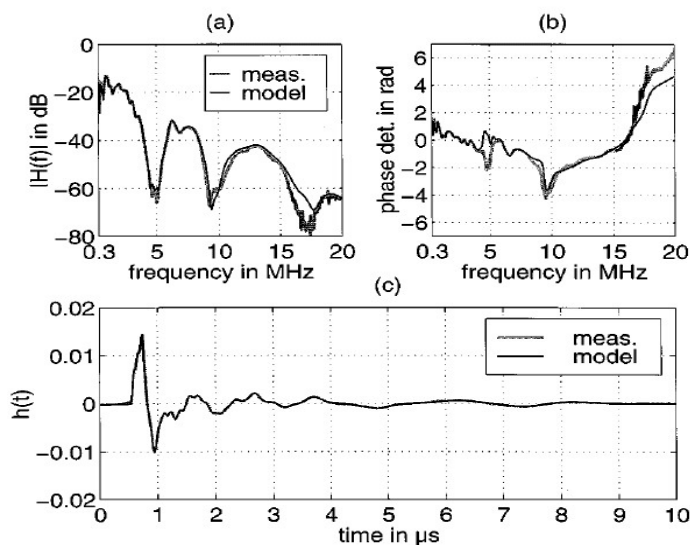 (a)
(b)
|H(f)| in dB
0
−20
−40
−60
−80
meas.
model
0.3
5
10
15
20
frequency in MHz
phase det. in rad
6
4
2
0
−2
−4
−6
0.3
5
10
15
20
frequency in MHz
(c)
h(t)
0.02
0.01
0
−0.01
−0.02
meas.
model
0
1
2
3
4
5
6
7
8
9
10
time in µs